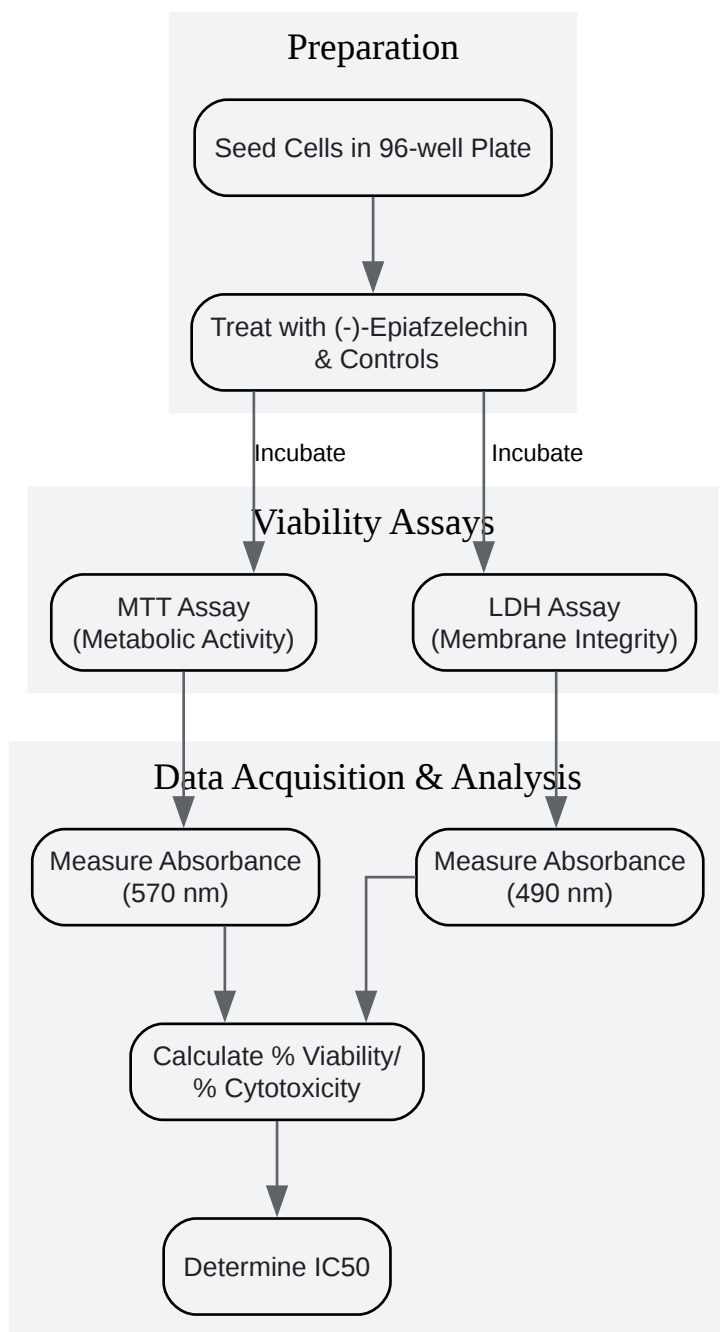 Preparation
Seed Cells in 96-well Plate
Treat with (-)-Epiafzelechin
& Controls
Incubate
Incubate
Viability Assays
MTT Assay
(Metabolic Activity)
LDH Assay
(Membrane Integrity)
Data Acquisition & Analysis
Measure Absorbance
(570 nm)
Measure Absorbance
(490 nm)
Calculate % Viability/
% Cytotoxicity
Determine IC50